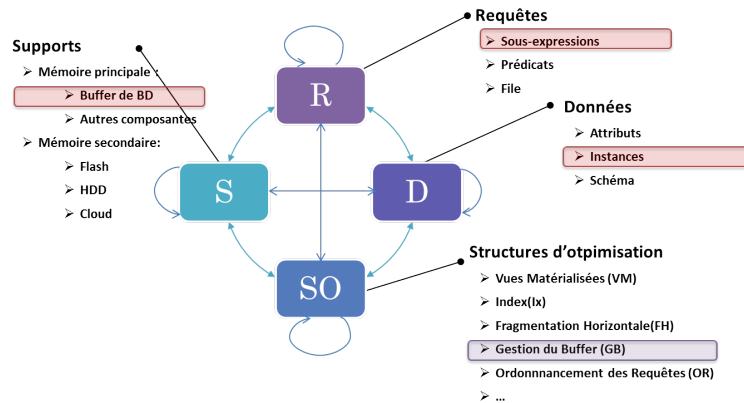 Supports
➢ Mémoire principale :
➢ Buffer de BD
➢ Autres composantes
➢ Mémoire secondaire:
➢ Flash
➢ HDD
➢ Cloud
Requêtes
➢ Sous-expressions
➢ Prédicats
➢ File
Données
➢ Attributs
➢ Instances
➢ Schéma
R
S
D
SO
Structures d'otpimisation
➢ Vues Matérialisées (VM)
➢ Index(Ix)
➢ Fragmentation Horizontale(FH)
➢ Gestion du Buffer (GB)
➢ Ordonnnancement des Requêtes (OR)
➢ ...